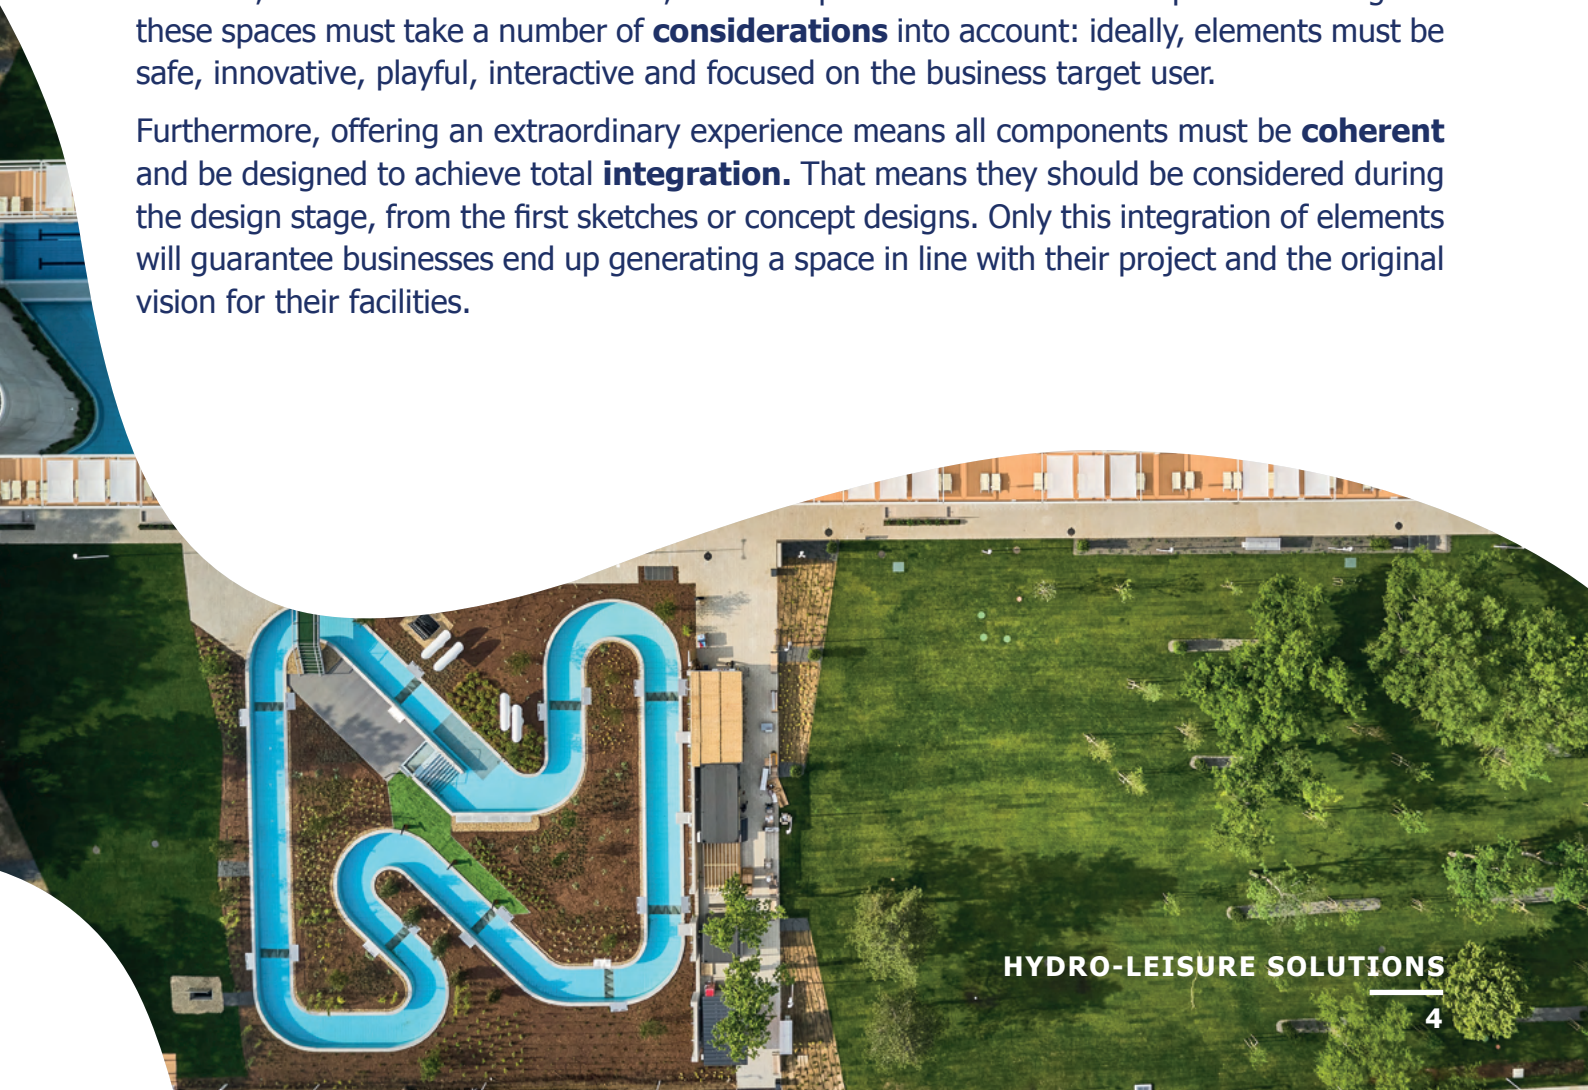 these spaces must take a number of considerations into account: ideally, elements must be
safe, innovative, playful, interactive and focused on the business target user.
Furthermore, offering an extraordinary experience means all components must be coherent
and be designed to achieve total integration. That means they should be considered during
the design stage, from the first sketches or concept designs. Only this integration of elements
will guarantee businesses end up generating a space in line with their project and the original
vision for their facilities.
HYDRO-LEISURE SOLUTIONS
4